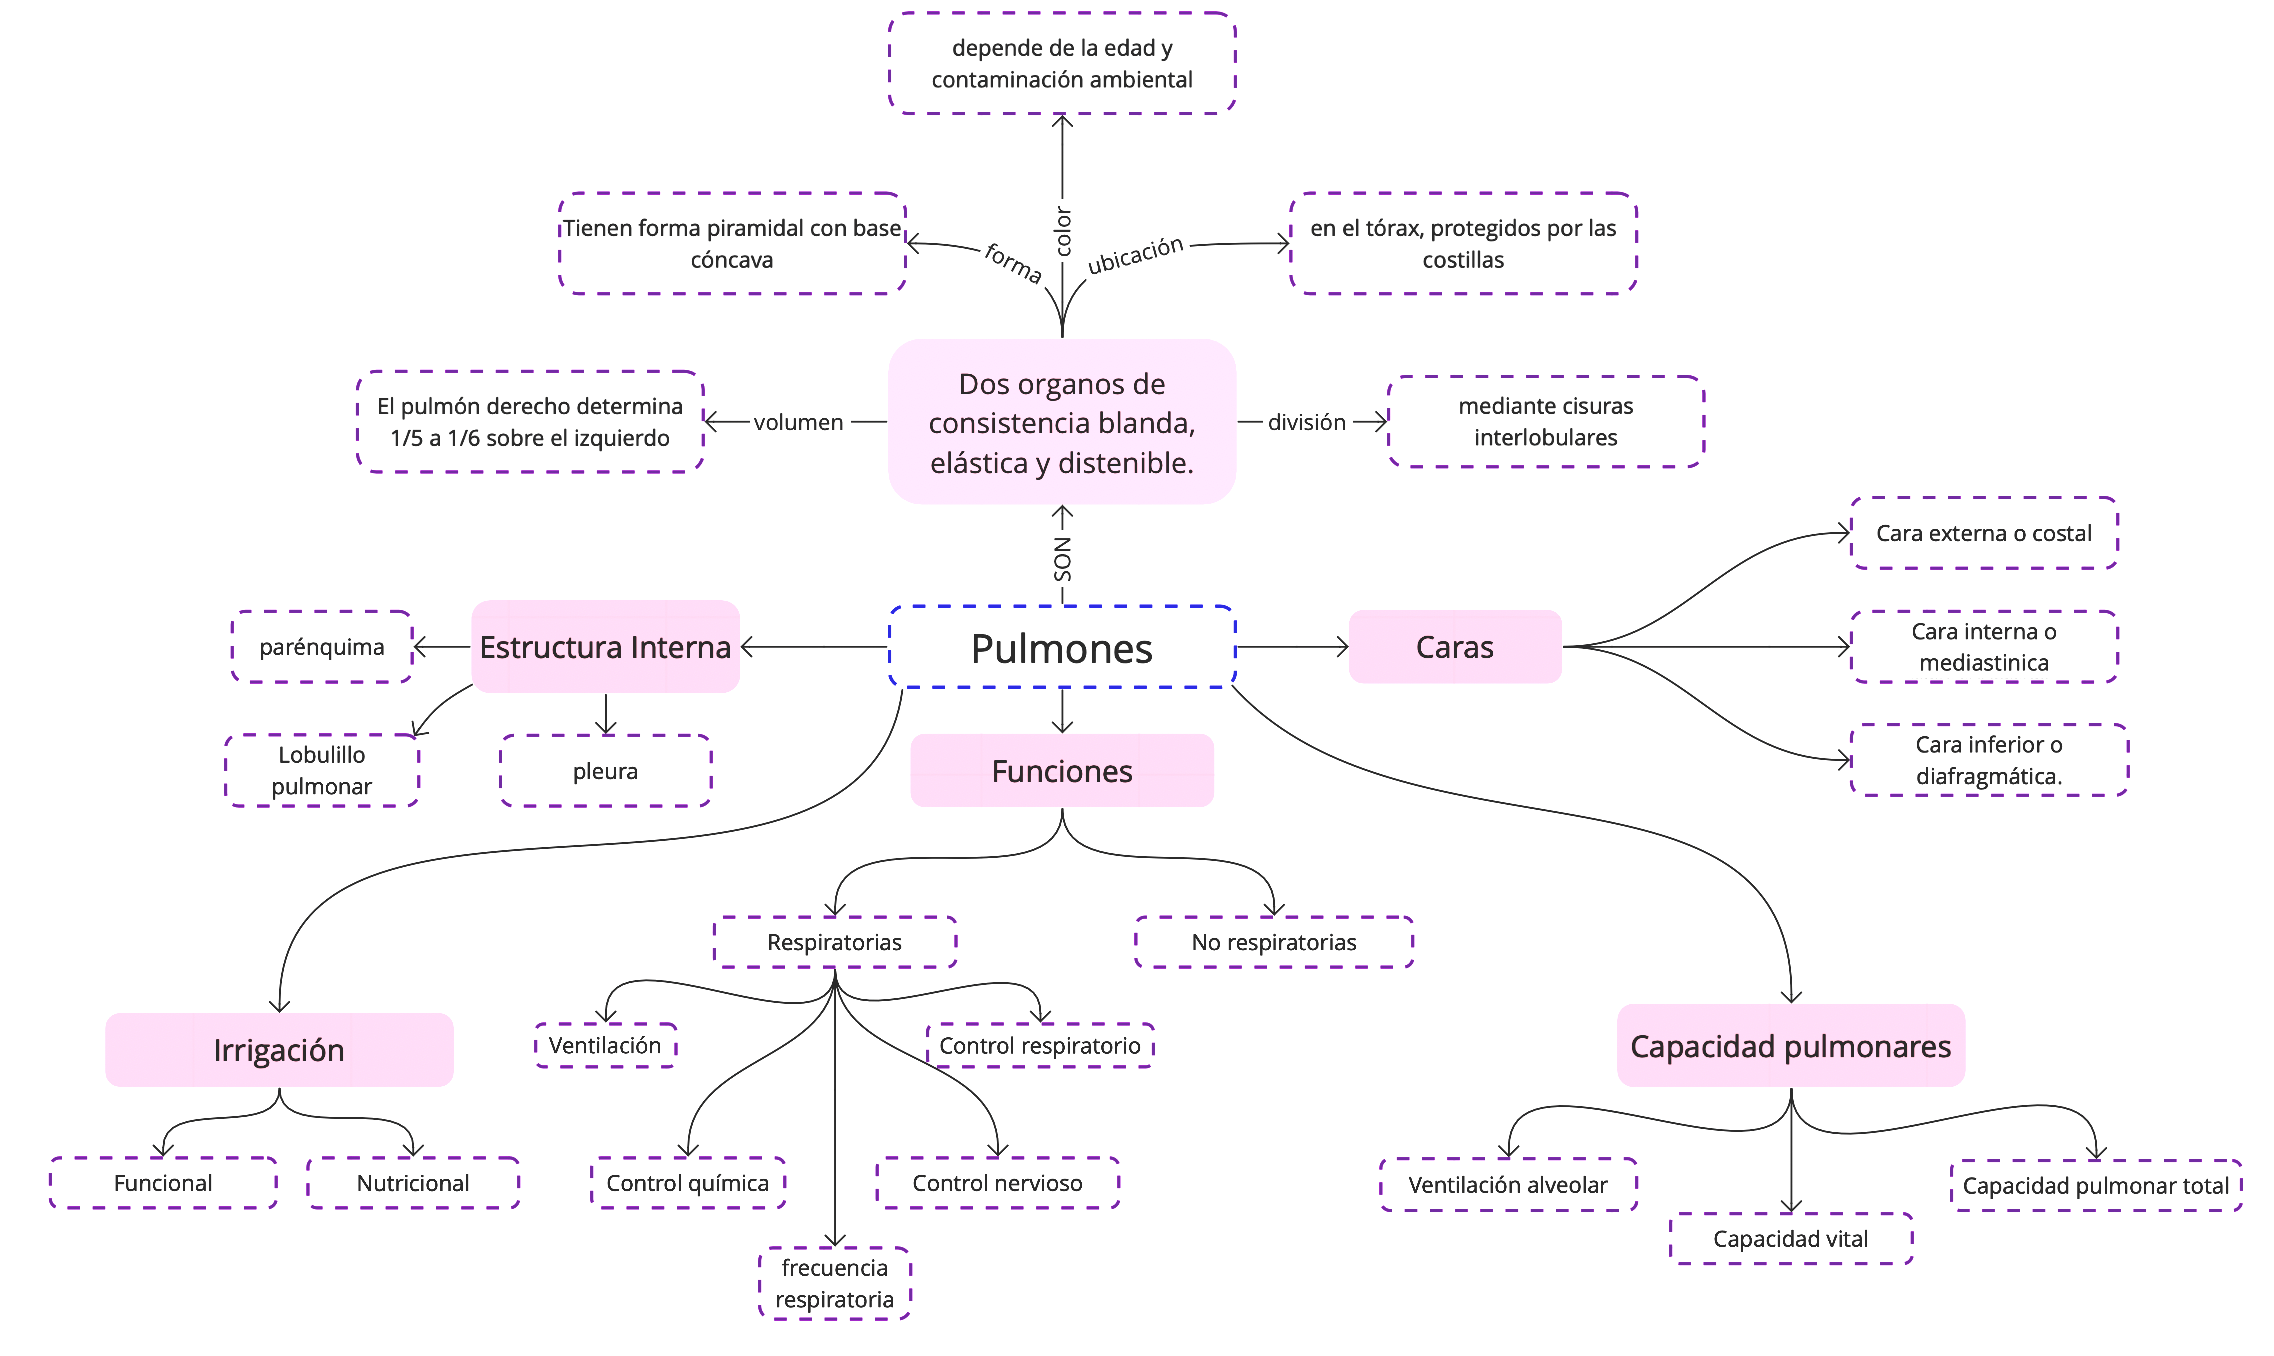 depende de la edad y
contaminación ambiental
Tienen forma piramidal con base
cóncava
forma
color
ubicación
en el tórax, protegidos por las
costillas
El pulmón derecho determina
1/5 a 1/6 sobre el izquierdo
volumen
Dos organos de
consistencia blanda,
elástica y distenible.
división
mediante cisuras
interlobulares
SON
Cara externa o costal
parénquima
Estructura Interna
Pulmones
Caras
Cara interna o
mediastinica
Lobulillo
pulmonar
pleura
Funciones
Cara inferior o
diafragmática.
Respiratorias
No respiratorias
Irrigación
Ventilación
Control respiratorio
Capacidad pulmonares
Funcional
Nutricional
Control química
Control nervioso
Ventilación alveolar
Capacidad pulmonar total
Capacidad vital
frecuencia
respiratoria